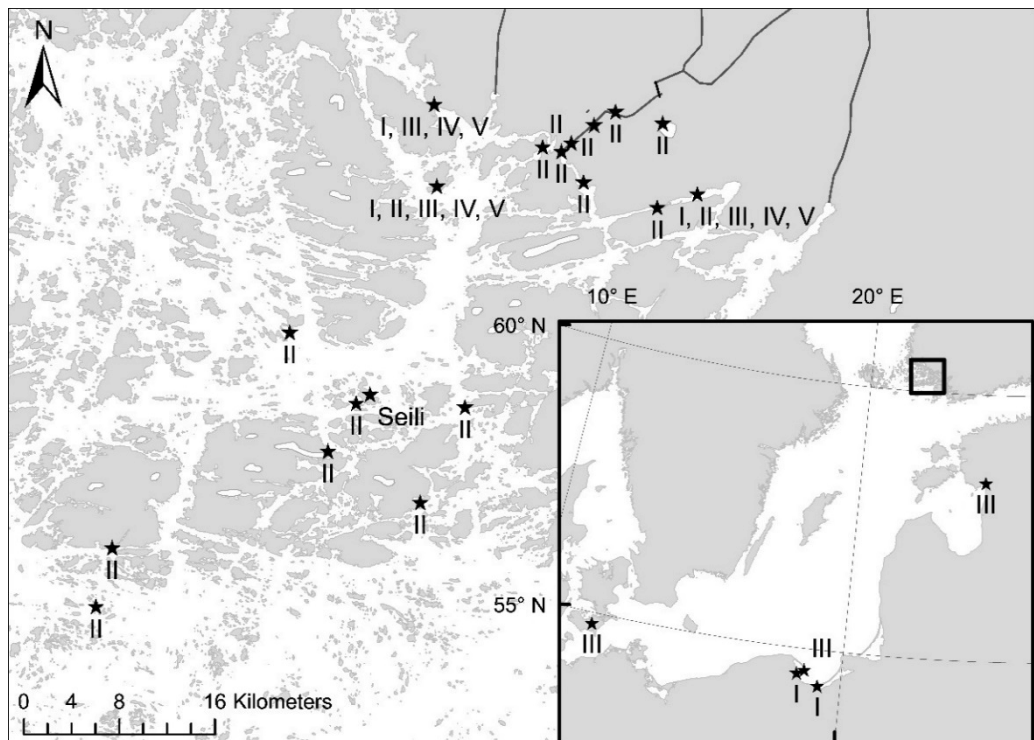 N
I, III, IV, V
II
II
II
II
II
II
II
I, II, III, IV, V
II
I, II, III, IV, V
10° E
20° E
60° N
II
II
Seili
II
II
II
II
II
55° N
III
III
III
I
I
0 4 8 16 Kilometers